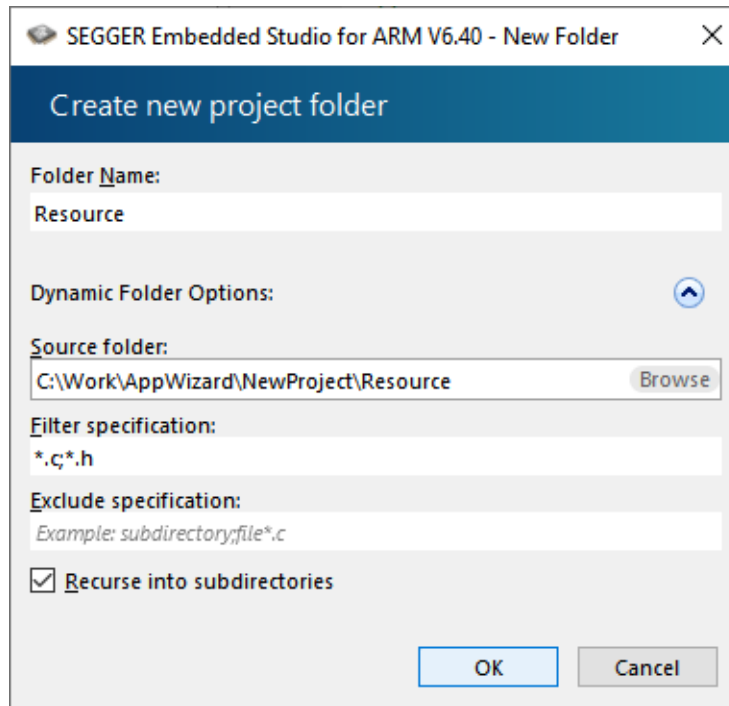 SEGGER Embedded Studio for ARM V6.40 - New Folder
Create new project folder
Folder Name:
Resource
Dynamic Folder Options:
Source folder:
C:\Work\AppWizard\NewProject\Resource Browse
Filter specification:
*.c;*.h
Exclude specification:
Example: subdirectory;file*.c
Recurse into subdirectories
OK Cancel